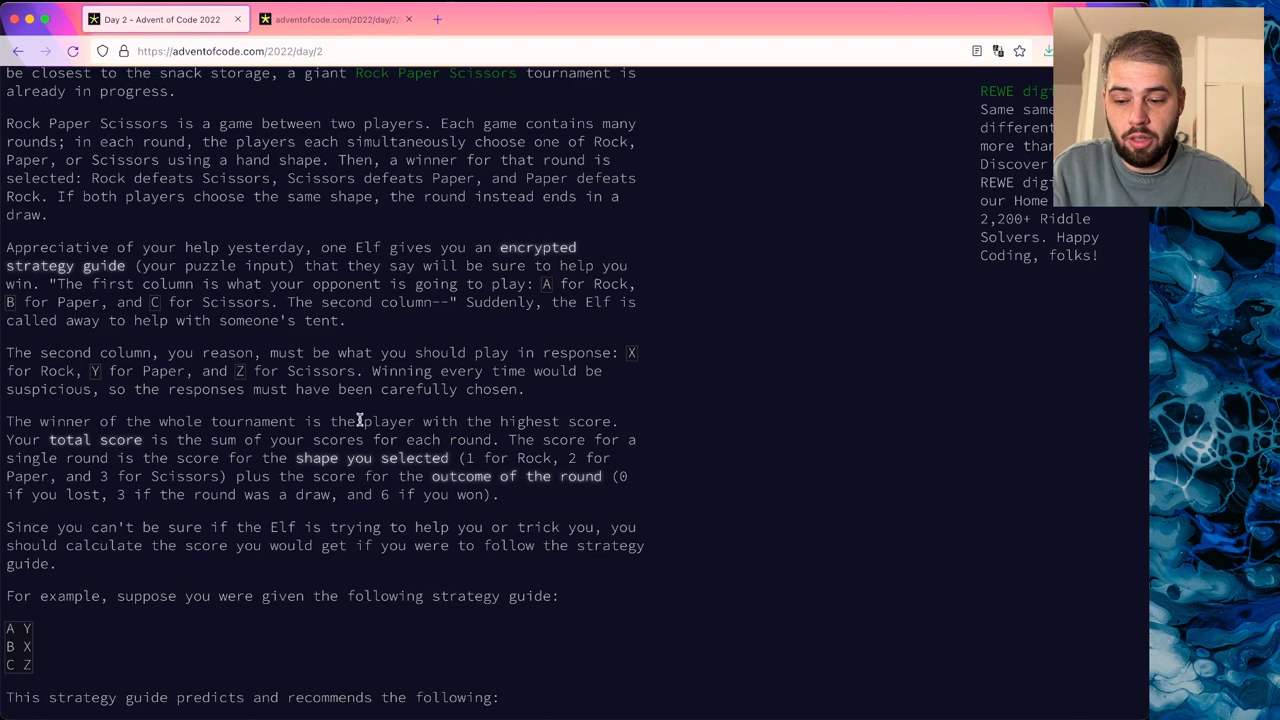 Day 2 - Advent of Code 2022
adventofcode.com/2022/day/2/
https://adventofcode.com/2022/day/2
be closest to the snack storage, a giant Rock Paper Scissors tournament is
already in progress.
Rock Paper Scissors is a game between two players. Each game contains many
rounds; in each round, the players each simultaneously choose one of Rock,
Paper, or Scissors using a hand shape. Then, a winner for that round is
selected: Rock defeats Scissors, Scissors defeats Paper, and Paper defeats
Rock. If both players choose the same shape, the round instead ends in a
draw.
Appreciative of your help yesterday, one Elf gives you an encrypted
strategy guide (your puzzle input) that they say will be sure to help you
win. "The first column is what your opponent is going to play: A for Rock,
B for Paper, and C for Scissors. The second column--" Suddenly, the Elf is
called away to help with someone's tent.
The second column, you reason, must be what you should play in response: X
for Rock, Y for Paper, and Z for Scissors. Winning every time would be
suspicious, so the responses must have been carefully chosen.
The winner of the whole tournament is the player with the highest score.
Your total score is the sum of your scores for each round. The score for a
single round is the score for the shape you selected (1 for Rock, 2 for
Paper, and 3 for Scissors) plus the score for the outcome of the round (0
if you lost, 3 if the round was a draw, and 6 if you won).
Since you can't be sure if the Elf is trying to help you or trick you, you
should calculate the score you would get if you were to follow the strategy
guide.
For example, suppose you were given the following strategy guide:
A Y
B X
C Z
This strategy guide predicts and recommends the following:
REWE digi
Same same
different
more than
Discover
REWE digi
our Home
2,200+ Riddle
Solvers. Happy
Coding, folks!